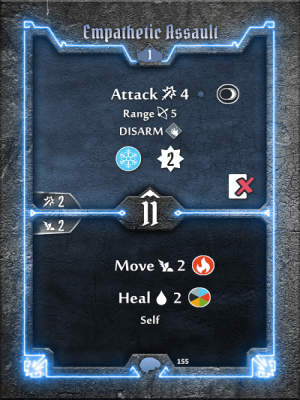 Empathetic Assault
1
Attack 4
Range 5
DISARM
2
2
11
2
Move 2
Heal 2
Self
155